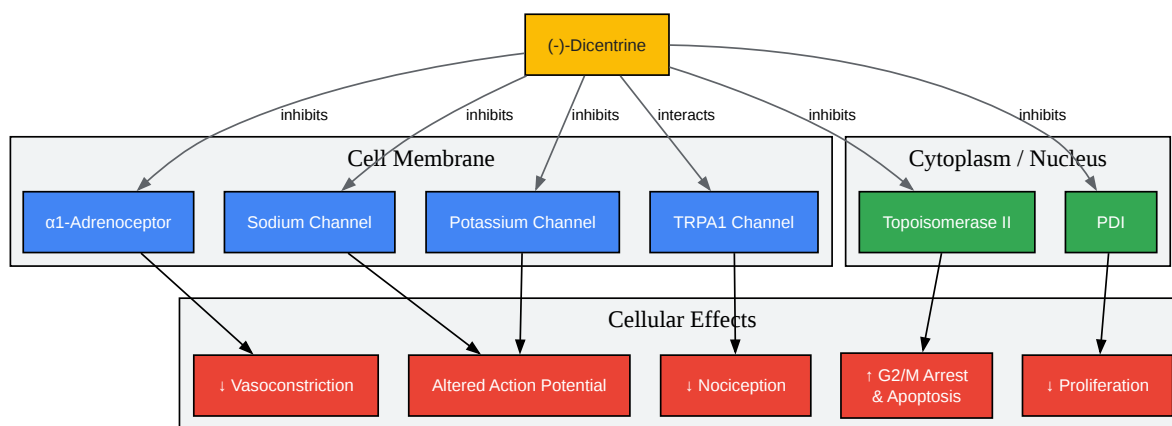 (-)-Dicentrine
inhibits
inhibits
inhibits
interacts
inhibits
inhibits
Cell Membrane
Cytoplasm / Nucleus
α1-Adrenoceptor
Sodium Channel
Potassium Channel
TRPA1 Channel
Topoisomerase II
PDI
Cellular Effects
↓ Vasoconstriction
Altered Action Potential
↓ Nociception
↑ G2/M Arrest
& Apoptosis
↓ Proliferation